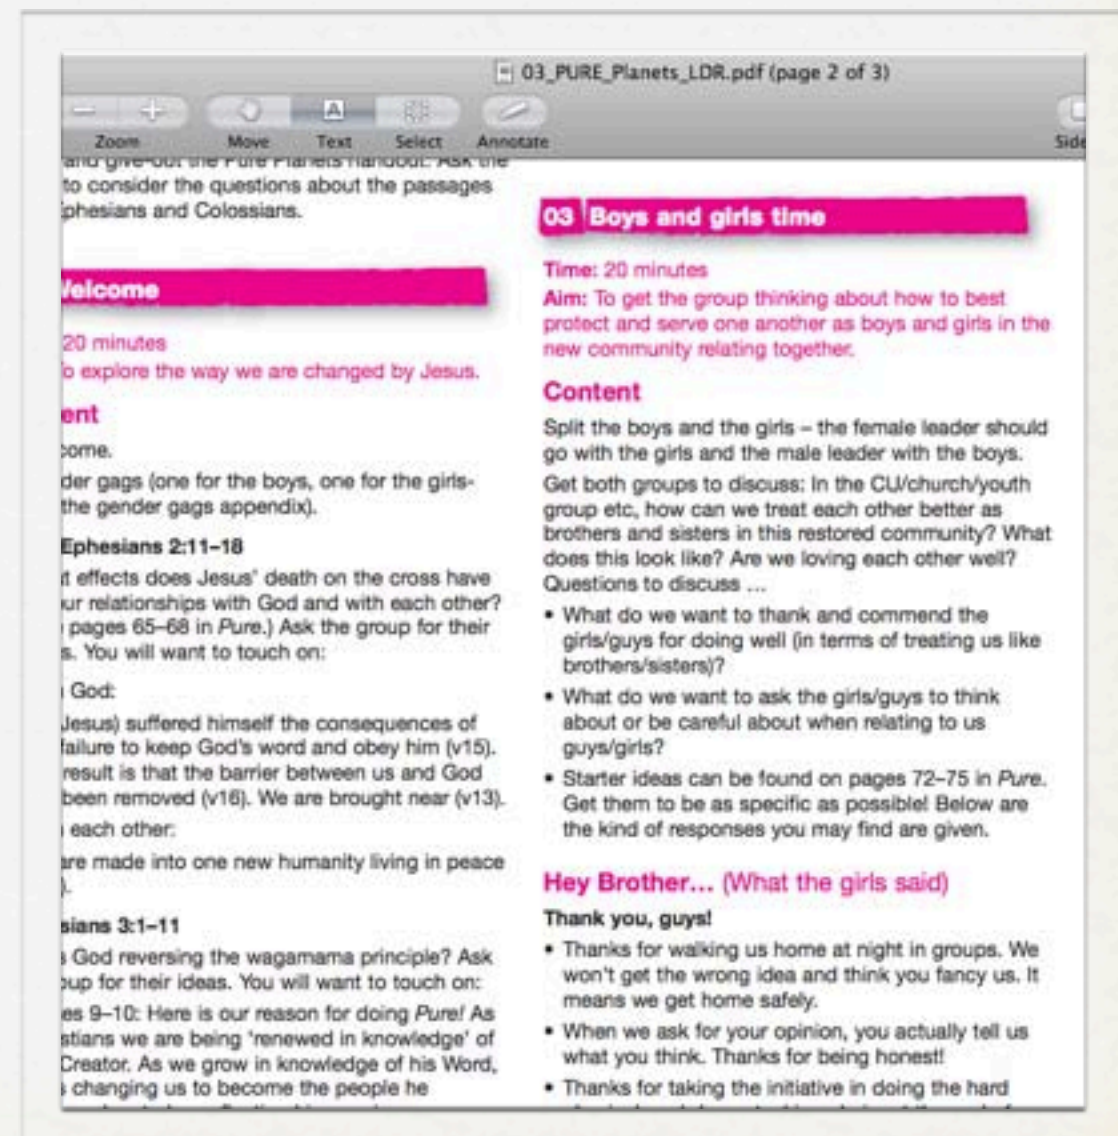 03_PURE_Planets_LDR.pdf (page 2 of 3)
Zoom Move Text Select Annotate Side
and give-out the Pure Planets handout. Ask the
to consider the questions about the passages
phesians and Colossians.
Welcome
20 minutes
o explore the way we are changed by Jesus.
ent
come.
der gags (one for the boys, one for the girls-
the gender gags appendix).
Ephesians 2:11–18
t effects does Jesus' death on the cross have
ur relationships with God and with each other?
pages 65–68 in Pure.) Ask the group for their
s. You will want to touch on:
God:
Jesus) suffered himself the consequences of
failure to keep God's word and obey him (v15).
result is that the barrier between us and God
been removed (v16). We are brought near (v13).
each other:
are made into one new humanity living in peace
).
sians 3:1–11
s God reversing the wagamama principle? Ask
oup for their ideas. You will want to touch on:
es 9–10: Here is our reason for doing Pure! As
stians we are being 'renewed in knowledge' of
Creator. As we grow in knowledge of his Word,
s changing us to become the people he
03 Boys and girls time
Time: 20 minutes
Aim: To get the group thinking about how to best
protect and serve one another as boys and girls in the
new community relating together.
Content
Split the boys and the girls – the female leader should
go with the girls and the male leader with the boys.
Get both groups to discuss: In the CU/church/youth
group etc, how can we treat each other better as
brothers and sisters in this restored community? What
does this look like? Are we loving each other well?
Questions to discuss ...
• What do we want to thank and commend the
girls/guys for doing well (in terms of treating us like
brothers/sisters)?
• What do we want to ask the girls/guys to think
about or be careful about when relating to us
guys/girls?
• Starter ideas can be found on pages 72–75 in Pure.
Get them to be as specific as possible! Below are
the kind of responses you may find are given.
Hey Brother... (What the girls said)
Thank you, guys!
• Thanks for walking us home at night in groups. We
won't get the wrong idea and think you fancy us. It
means we get home safely.
• When we ask for your opinion, you actually tell us
what you think. Thanks for being honest!
• Thanks for taking the initiative in doing the hard